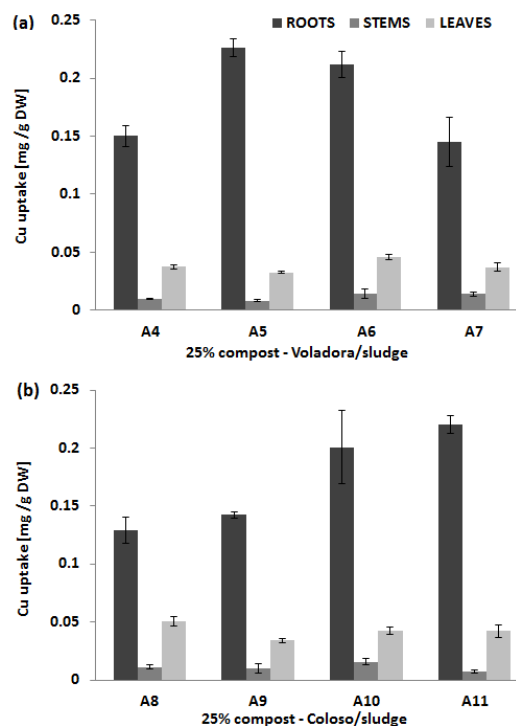 (a)
ROOTS STEMS LEAVES
Cu uptake [mg /g DW]
0.25
0.2
0.15
0.1
0.05
0
A4 A5 A6 A7
25% compost - Voladora/sludge
(b)
Cu uptake [mg /g DW]
0.25
0.2
0.15
0.1
0.05
0
A8 A9 A10 A11
25% compost - Coloso/sludge